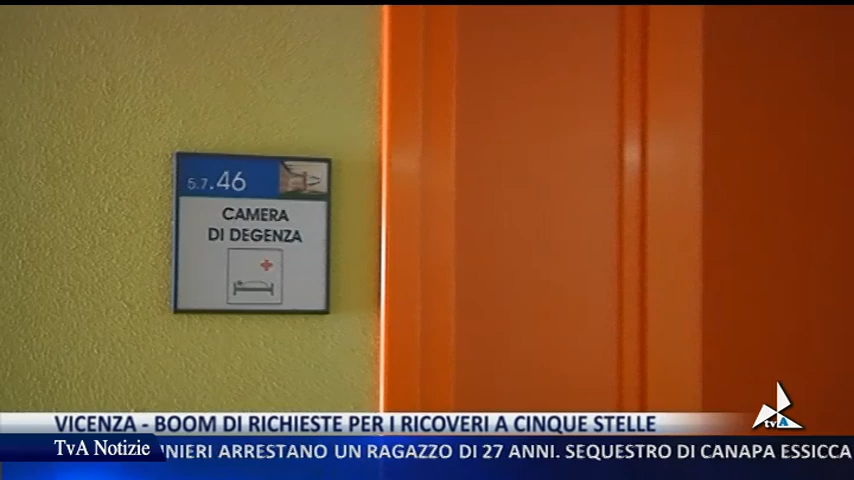 5.7.46
CAMERA
DI DEGENZA
VICENZA - BOOM DI RICHIESTE PER I RICOVERI A CINQUE STELLE
tvA
TvA Notizie
INIERI ARRESTANO UN RAGAZZO DI 27 ANNI. SEQUESTRO DI CANAPA ESSICCA